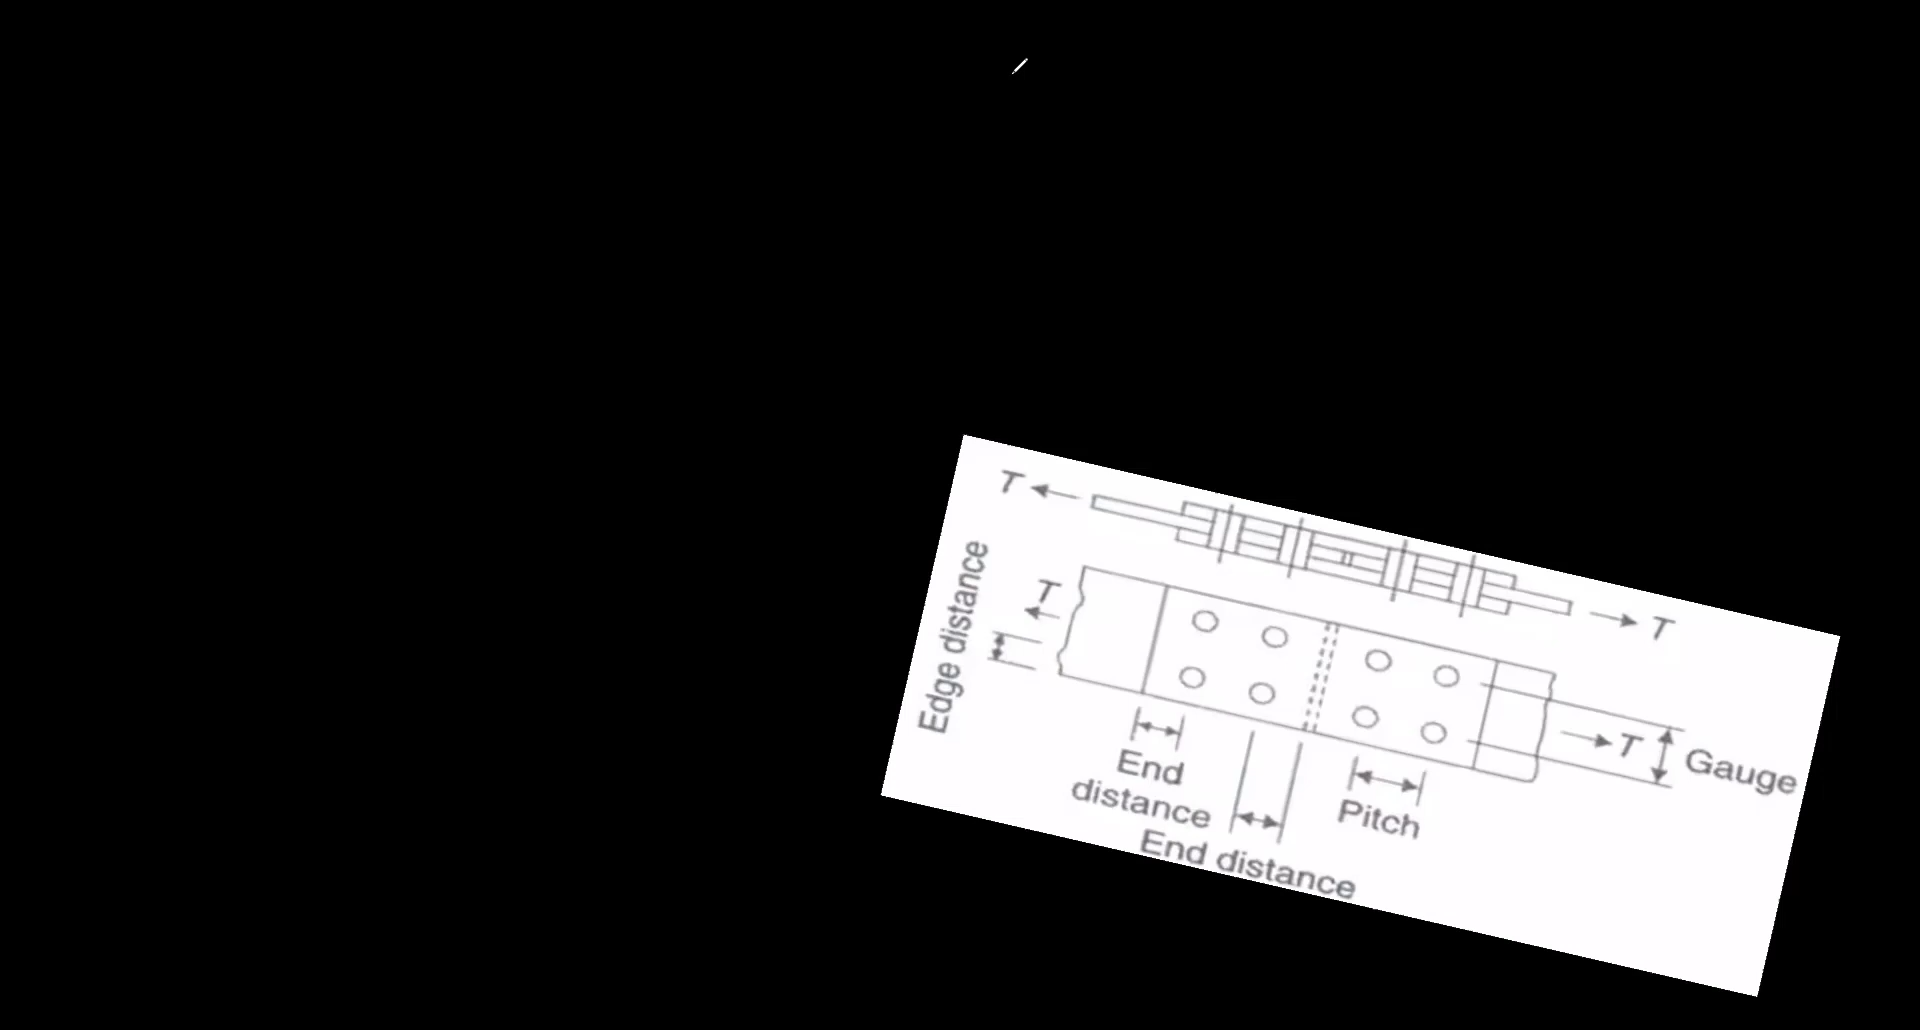 T
T
Edge distance
T
T
Gauge
End
distance
Pitch
End distance